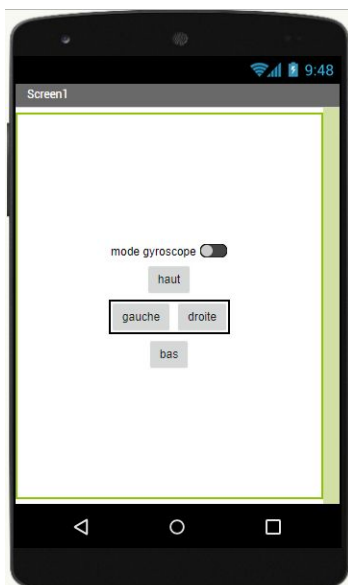 9:48
Screen1
mode gyroscope
haut
gauche droite
bas